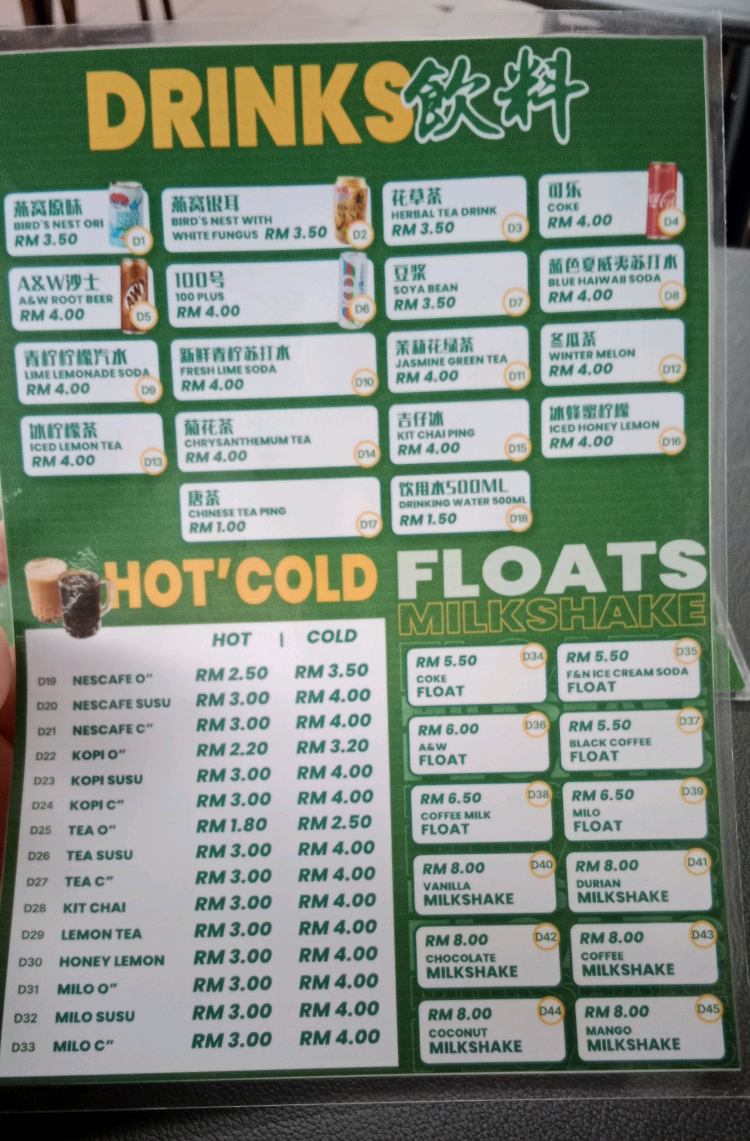 DRINKS飲料
燕窝原味
BIRD'S NEST ORI
RM 3.50
D1
燕窝银耳
BIRD'S NEST WITH
WHITE FUNGUS RM 3.50
D2
花草茶
HERBAL TEA DRINK
RM 3.50
D3
可乐
COKE
RM 4.00
D4
A&W沙士
A&W ROOT BEER
RM 4.00
D5
100号
100 PLUS
RM 4.00
D6
豆浆
SOYA BEAN
RM 3.50
D7
蓝色夏威夷苏打水
BLUE HAIWAII SODA
RM 4.00
D8
青柠柠檬汽水
LIME LEMONADE SODA
RM 4.00
D9
新鲜青柠苏打水
FRESH LIME SODA
RM 4.00
D10
茉莉花绿茶
JASMINE GREEN TEA
RM 4.00
D11
冬瓜茶
WINTER MELON
RM 4.00
D12
冰柠檬茶
ICED LEMON TEA
RM 4.00
D13
菊花茶
CHRYSANTHEMUM TEA
RM 4.00
D14
吉仔冰
KIT CHAI PING
RM 4.00
D15
冰蜂蜜柠檬
ICED HONEY LEMON
RM 4.00
D16
唐茶
CHINESE TEA PING
RM 1.00
D17
饮用水500ML
DRINKING WATER 500ML
RM 1.50
D18
HOT'COLD
HOT | COLD
D19 NESCAFE O" RM 2.50 RM 3.50
D20 NESCAFE SUSU RM 3.00 RM 4.00
D21 NESCAFE C" RM 3.00 RM 4.00
D22 KOPI O" RM 2.20 RM 3.20
D23 KOPI SUSU RM 3.00 RM 4.00
D24 KOPI C" RM 3.00 RM 4.00
D25 TEA O" RM 1.80 RM 2.50
D26 TEA SUSU RM 3.00 RM 4.00
D27 TEA C" RM 3.00 RM 4.00
D28 KIT CHAI RM 3.00 RM 4.00
D29 LEMON TEA RM 3.00 RM 4.00
D30 HONEY LEMON RM 3.00 RM 4.00
D31 MILO O" RM 3.00 RM 4.00
D32 MILO SUSU RM 3.00 RM 4.00
D33 MILO C" RM 3.00 RM 4.00
FLOATS
MILKSHAKE
RM 5.50
D34
COKE
FLOAT
RM 5.50
D35
F&N ICE CREAM SODA
FLOAT
RM 6.00
D36
A&W
FLOAT
RM 5.50
D37
BLACK COFFEE
FLOAT
RM 6.50
D38
COFFEE MILK
FLOAT
RM 6.50
D39
MILO
FLOAT
RM 8.00
D40
VANILLA
MILKSHAKE
RM 8.00
D41
DURIAN
MILKSHAKE
RM 8.00
D42
CHOCOLATE
MILKSHAKE
RM 8.00
D43
COFFEE
MILKSHAKE
RM 8.00
D44
COCONUT
MILKSHAKE
RM 8.00
D45
MANGO
MILKSHAKE